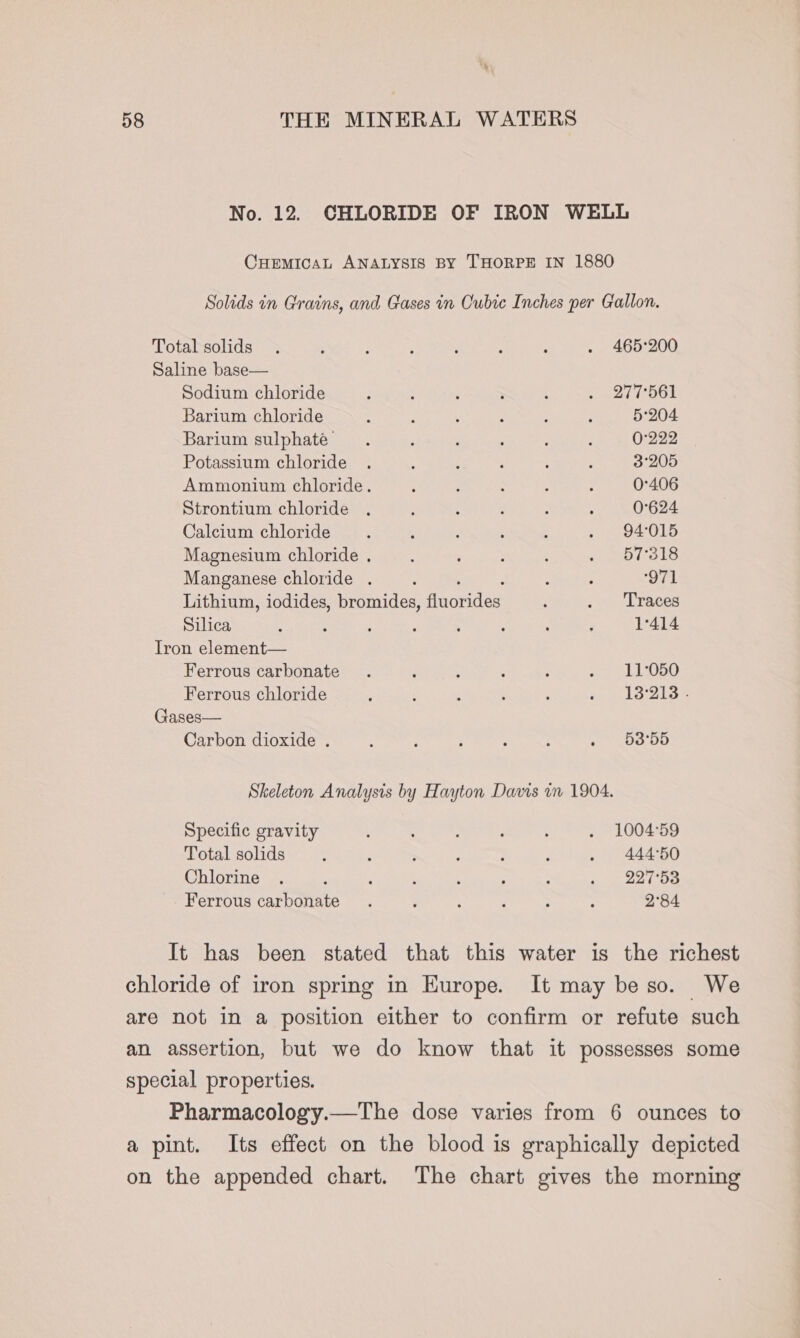 58 THE MINERAL WATERS
No. 12. CHLORIDE OF IRON WELL
CHEMICAL ANALYSIS BY THORPE IN 1880
Solids in Grains, and Gases in Cubic Inches per Gallon.
Total solids . . . . . . . . 465·200
Saline base—
Sodium chloride . . . . . . 277·561
Barium chloride . . . . . . 5·204
Barium sulphate . . . . . . 0·222
Potassium chloride . . . . . . 3·205
Ammonium chloride . . . . . . 0·406
Strontium chloride . . . . . . 0·624
Calcium chloride . . . . . . 94·015
Magnesium chloride . . . . . . 57·318
Manganese chloride . . . . . . ·971
Lithium, iodides, bromides, fluorides . . Traces
Silica . . . . . . . . 1·414
Iron element—
Ferrous carbonate . . . . . . 11·050
Ferrous chloride . . . . . . 13·213
Gases—
Carbon dioxide . . . . . . . 53·55
Skeleton Analysis by Hayton Davis in 1904.
Specific gravity . . . . . . 1004·59
Total solids . . . . . . . 444·50
Chlorine . . . . . . . . 227·53
Ferrous carbonate . . . . . . 2·84
It has been stated that this water is the richest
chloride of iron spring in Europe. It may be so. We
are not in a position either to confirm or refute such
an assertion, but we do know that it possesses some
special properties.
Pharmacology.—The dose varies from 6 ounces to
a pint. Its effect on the blood is graphically depicted
on the appended chart. The chart gives the morning